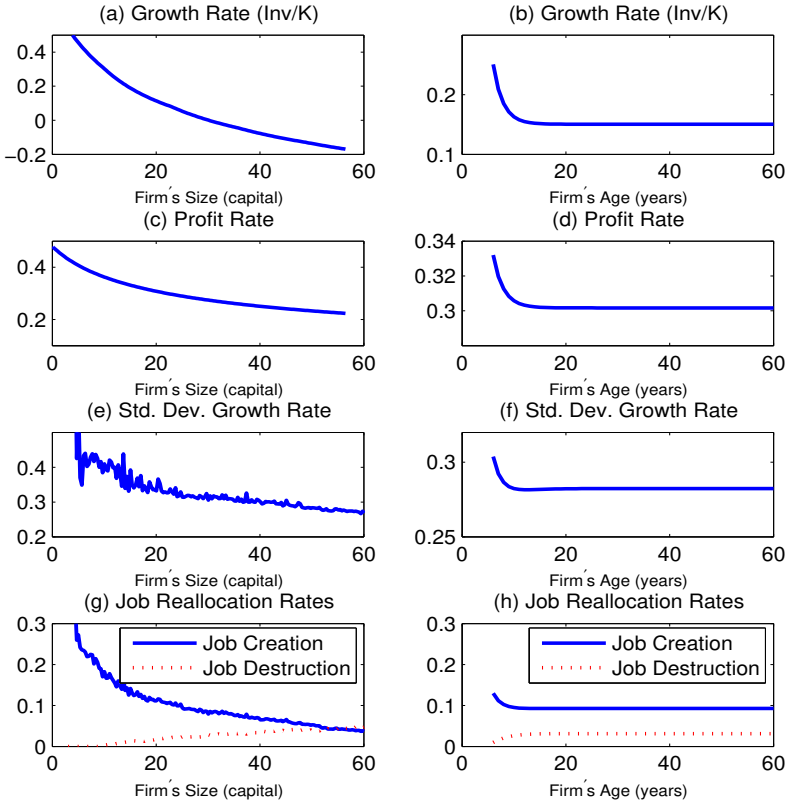 (a) Growth Rate (Inv/K)
0.4
0.2
0
−0.2
0 20 40 60
Firm´s Size (capital)
(b) Growth Rate (Inv/K)
0.2
0.1
0 20 40 60
Firm´s Age (years)
(c) Profit Rate
0.4
0.2
0 20 40 60
Firm´s Size (capital)
(d) Profit Rate
0.34
0.32
0.3
0 20 40 60
Firm´s Age (years)
(e) Std. Dev. Growth Rate
0.4
0.3
0.2
0 20 40 60
Firm´s Size (capital)
(f) Std. Dev. Growth Rate
0.3
0.25
0 20 40 60
Firm´s Age (years)
(g) Job Reallocation Rates
0.3
0.2
0.1
0
Job Creation
Job Destruction
0 20 40 60
Firm´s Size (capital)
(h) Job Reallocation Rates
0.3
0.2
0.1
0
Job Creation
Job Destruction
0 20 40 60
Firm´s Age (years)